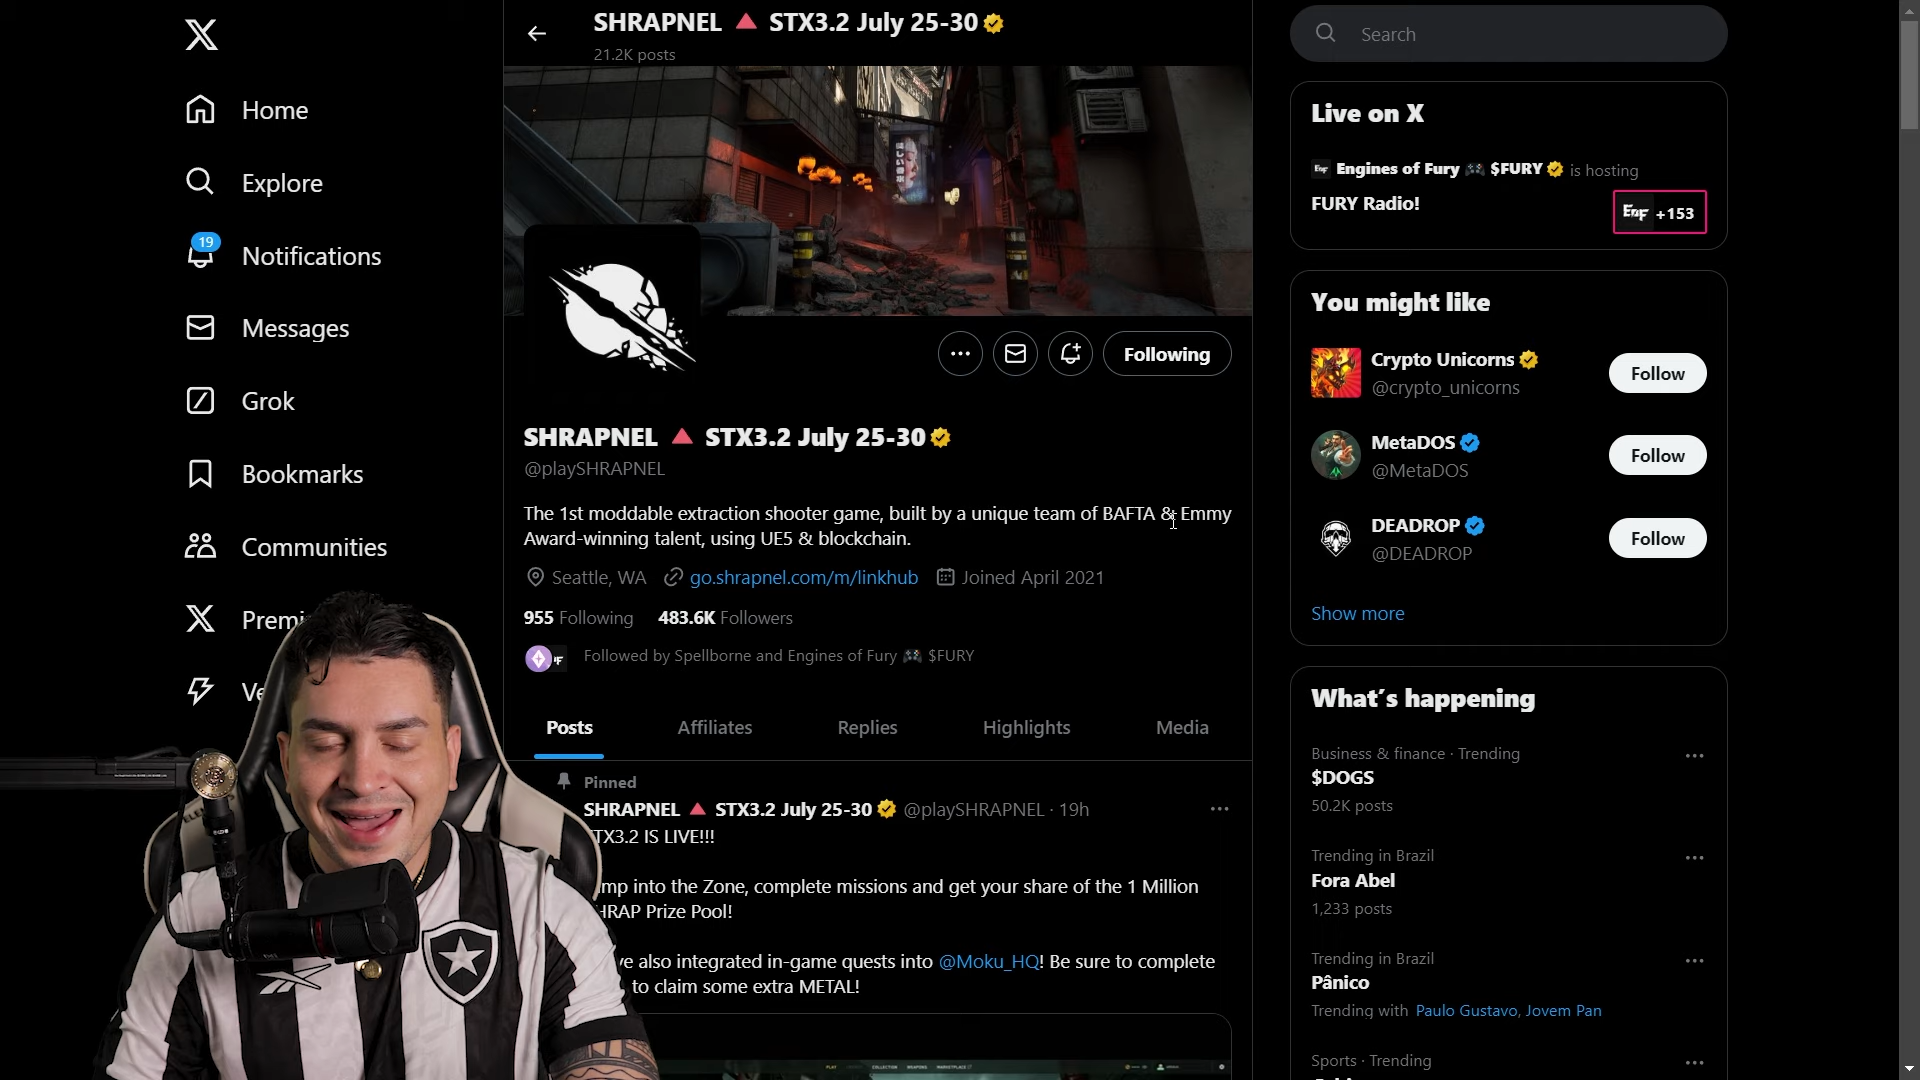 Home
Explore
19
Notifications
Messages
Grok
Bookmarks
Communities
SHRAPNEL 🔺 STX3.2 July 25-30
21.2K posts
Following
SHRAPNEL 🔺 STX3.2 July 25-30
@playSHRAPNEL
The 1st moddable extraction shooter game, built by a unique team of BAFTA & Emmy
Award-winning talent, using UE5 & blockchain.
Seattle, WA go.shrapnel.com/m/linkhub Joined April 2021
955 Following 483.6K Followers
Followed by Spellborne and Engines of Fury 🎮 $FURY
Posts Affiliates Replies Highlights Media
Pinned
SHRAPNEL 🔺 STX3.2 July 25-30 @playSHRAPNEL · 19h
TX3.2 IS LIVE!!!
mp into the Zone, complete missions and get your share of the 1 Million
HRAP Prize Pool!
ve also integrated in-game quests into @Moku_HQ! Be sure to complete
to claim some extra METAL!
PLAY COLLECTION WEAPONS MARKETPLACE
Search
Live on X
Engines of Fury 🎮 $FURY is hosting
FURY Radio!
EnF +153
You might like
Crypto Unicorns
@crypto_unicorns
Follow
MetaDOS
@MetaDOS
Follow
DEADROP
@DEADROP
Follow
Show more
What's happening
Business & finance · Trending
$DOGS
50.2K posts
Trending in Brazil
Fora Abel
1,233 posts
Trending in Brazil
Pânico
Trending with Paulo Gustavo, Jovem Pan
Sports · Trending